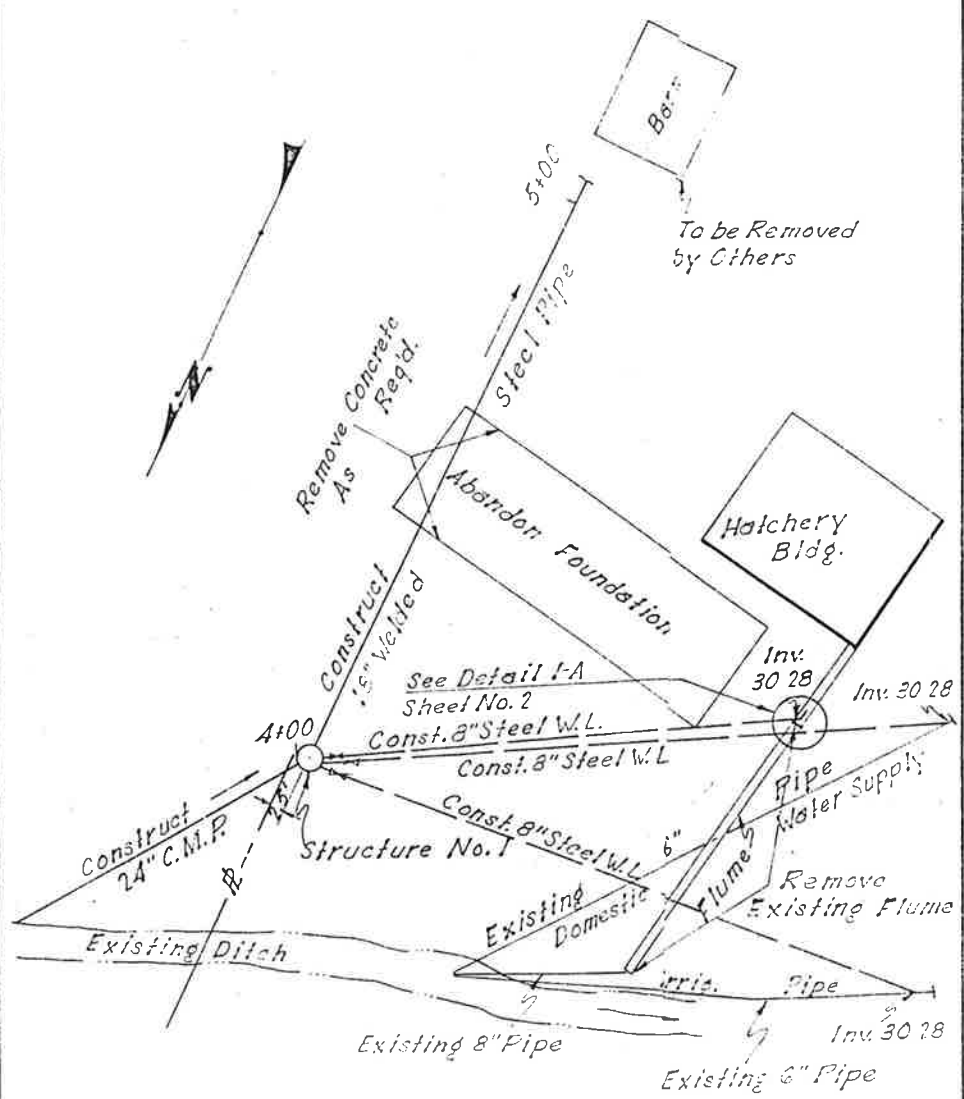 Barn
5+00
To be Removed
by Others
N
Steel Pipe
Remove Concrete
As Req'd.
Abandon Foundation
Hatchery
Bldg.
Construct
18" Welded
See Detail 1-A
Sheet No. 2
Inv.
30 28
Inv. 30 28
4+00
Const. 8" Steel W.L.
Const. 8" Steel W.L
Const. 8" Steel W.L
Construct
24" C.M.P.
25°
Structure No. 1
6" Pipe
Existing
Domestic
Water Supply
Flume
Remove
Existing Flume
Existing Ditch
Irrig. Pipe
Existing 8" Pipe
Inv. 30 28
Existing 6" Pipe